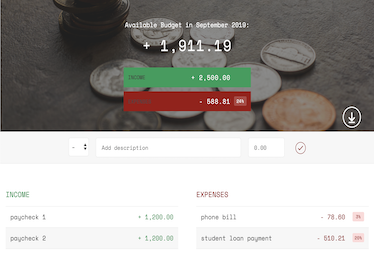 Available Budget in September 2019:
+ 1,911.19
INCOME + 2,500.00
- 588.81 24%
- Add description 0.00
INCOME
paycheck 1 + 1,200.00
paycheck 2 + 1,200.00
EXPENSES
phone bill - 78.60 3%
student loan payment - 510.21 20%